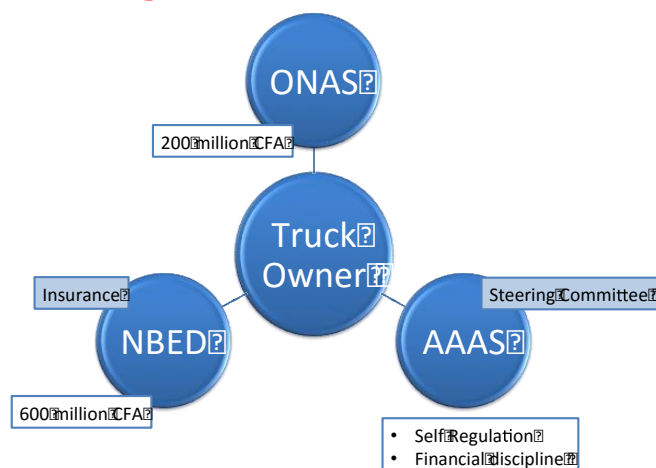 ONAS
200 million CFA
Truck
Owner
Insurance
Steering Committee
NBED
AAAS
600 million CFA
• Self Regulation
• Financial discipline